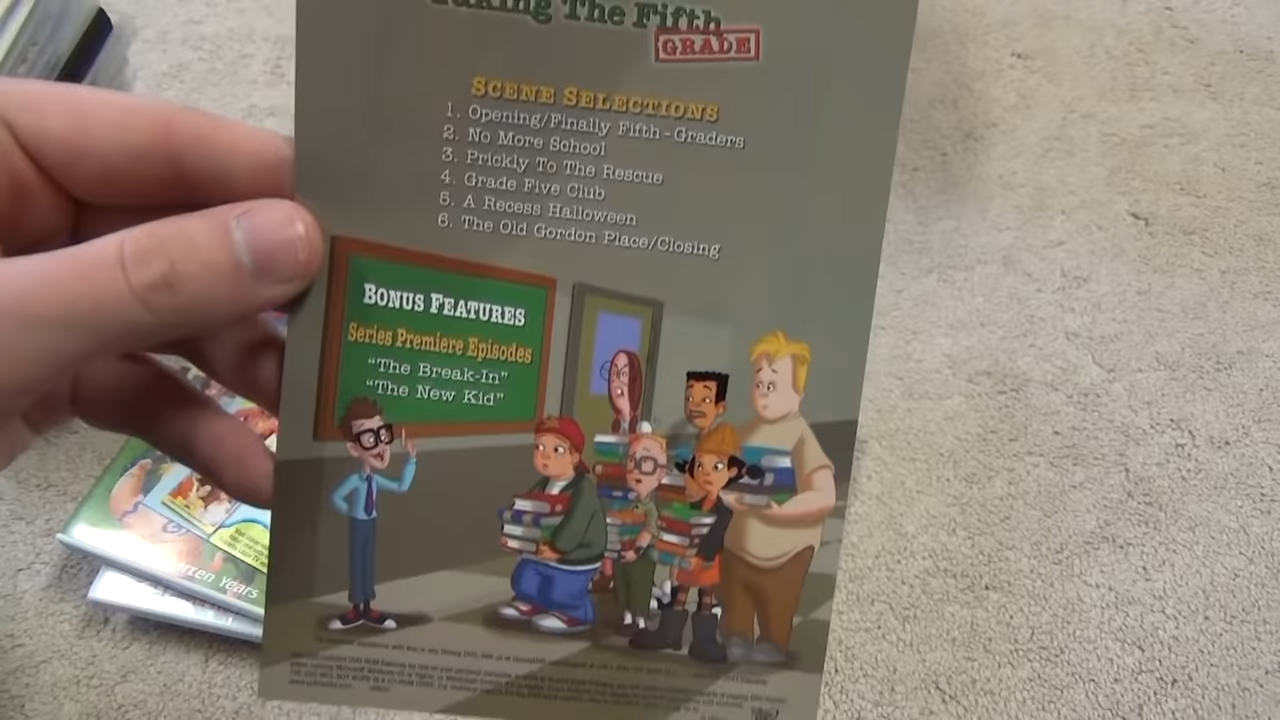 Taking The Fifth
GRADE
SCENE SELECTIONS
1. Opening/Finally Fifth-Graders
2. No More School
3. Prickly To The Rescue
4. Grade Five Club
5. A Recess Halloween
6. The Old Gordon Place/Closing
BONUS FEATURES
Series Premiere Episodes
"The Break-In"
"The New Kid"
Years